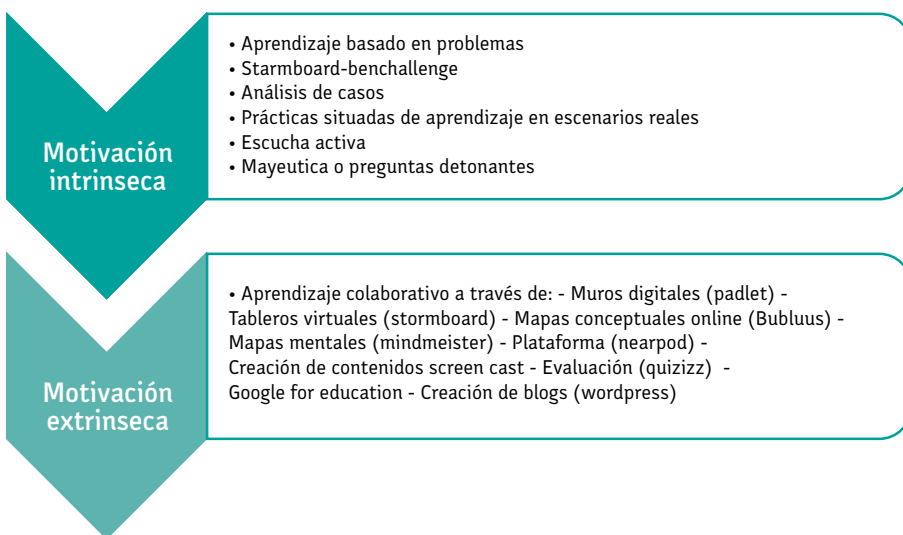 Motivación
intrinseca
• Aprendizaje basado en problemas
• Starmboard-benchallenge
• Análisis de casos
• Prácticas situadas de aprendizaje en escenarios reales
• Escucha activa
• Mayeutica o preguntas detonantes
Motivación
extrinseca
• Aprendizaje colaborativo a través de: - Muros digitales (padlet) -
Tableros virtuales (stormboard) - Mapas conceptuales online (Bubluus) -
Mapas mentales (mindmeister) - Plataforma (nearpod) -
Creación de contenidos screen cast - Evaluación (quizizz) -
Google for education - Creación de blogs (wordpress)